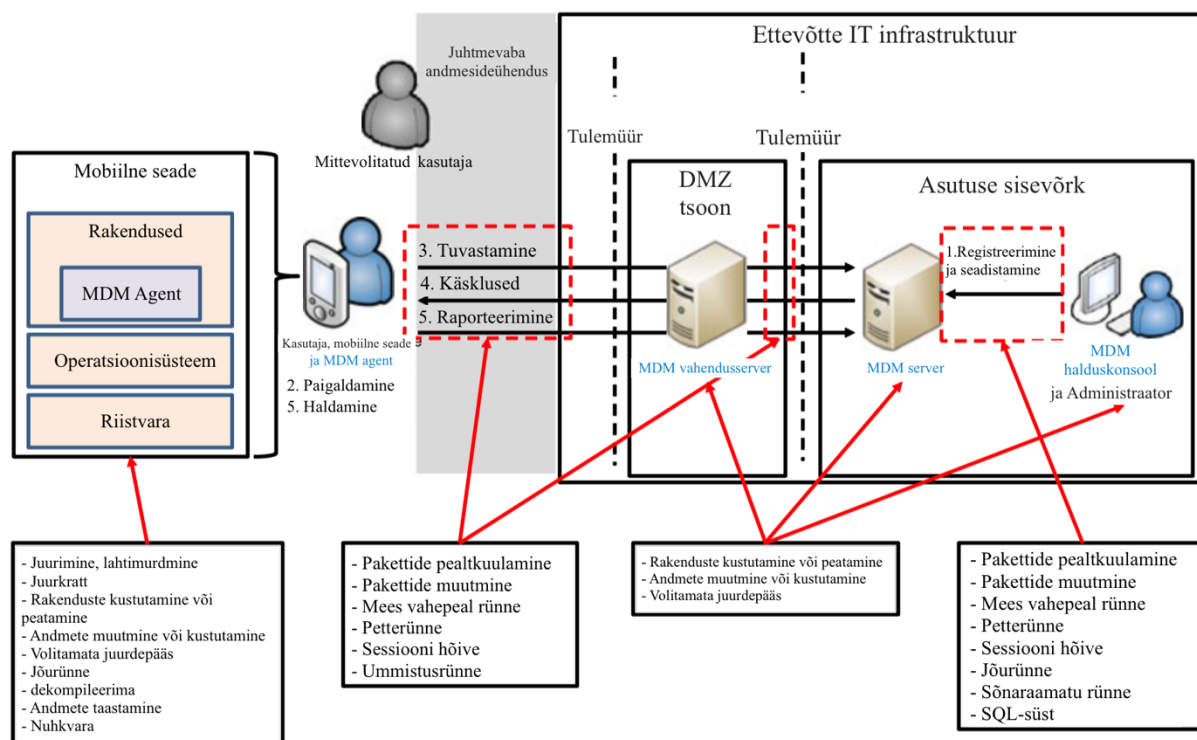 Ettevõtte IT infrastruktuur
Juhtmevaba
andmesideühendus
Mittevolitatud kasutaja
Tulemüür
Tulemüür
Mobiilne seade
Rakendused
MDM Agent
Operatsioonisüsteem
Riistvara
Kasutaja, mobiilne seade
ja MDM agent
2. Paigaldamine
5. Haldamine
3. Tuvastamine
4. Käsklused
5. Raporteerimine
DMZ
tsoon
MDM vahendusserver
Asutuse sisevõrk
1.Registreerimine
ja seadistamine
MDM server
MDM
halduskonsool
ja Administraator
- Juurimine, lahtimurdmine
- Juurkratt
- Rakenduste kustutamine või
peatamine
- Andmete muutmine või kustutamine
- Volitamata juurdepääs
- Jõurünne
- dekompileerima
- Andmete taastamine
- Nuhkvara
- Pakettide pealtkuulamine
- Pakettide muutmine
- Mees vahepeal rünne
- Petterünne
- Sessiooni hõive
- Ummistusrünne
- Rakenduste kustutamine või peatamine
- Andmete muutmine või kustutamine
- Volitamata juurdepääs
- Pakettide pealtkuulamine
- Pakettide muutmine
- Mees vahepeal rünne
- Petterünne
- Sessiooni hõive
- Jõurünne
- Sõnaraamatu rünne
- SQL-süst